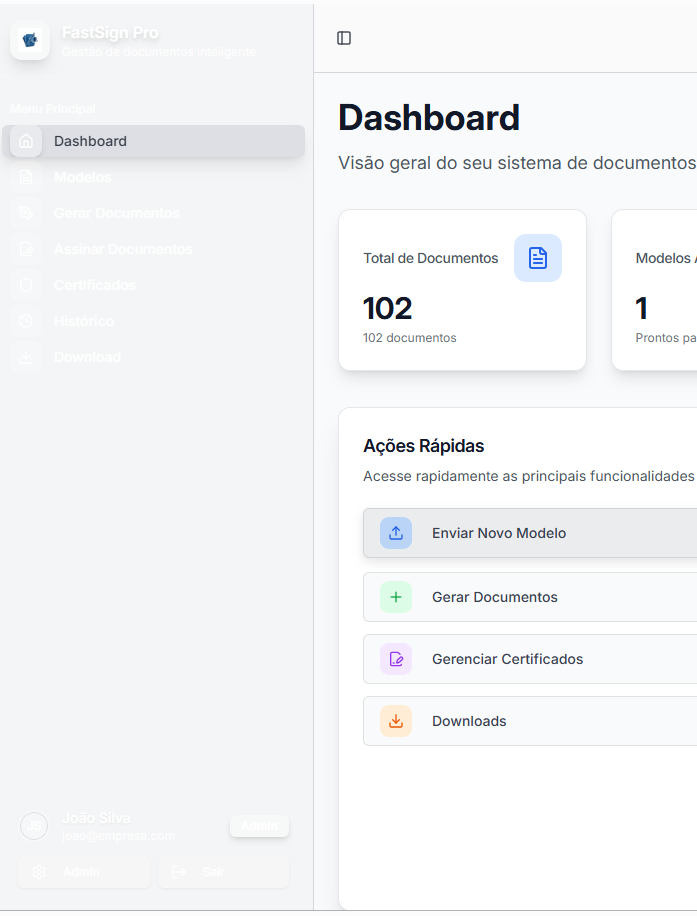 FastSign Pro
Gestão de documentos inteligente
Menu Principal
Dashboard
Modelos
Gerar Documentos
Assinar Documentos
Certificados
Histórico
Download
JS
João Silva
joao@empresa.com
Admin
Admin
Sair
Dashboard
Visão geral do seu sistema de documentos
Total de Documentos
102
102 documentos
Modelos A
1
Prontos pa
Ações Rápidas
Acesse rapidamente as principais funcionalidades
Enviar Novo Modelo
Gerar Documentos
Gerenciar Certificados
Downloads